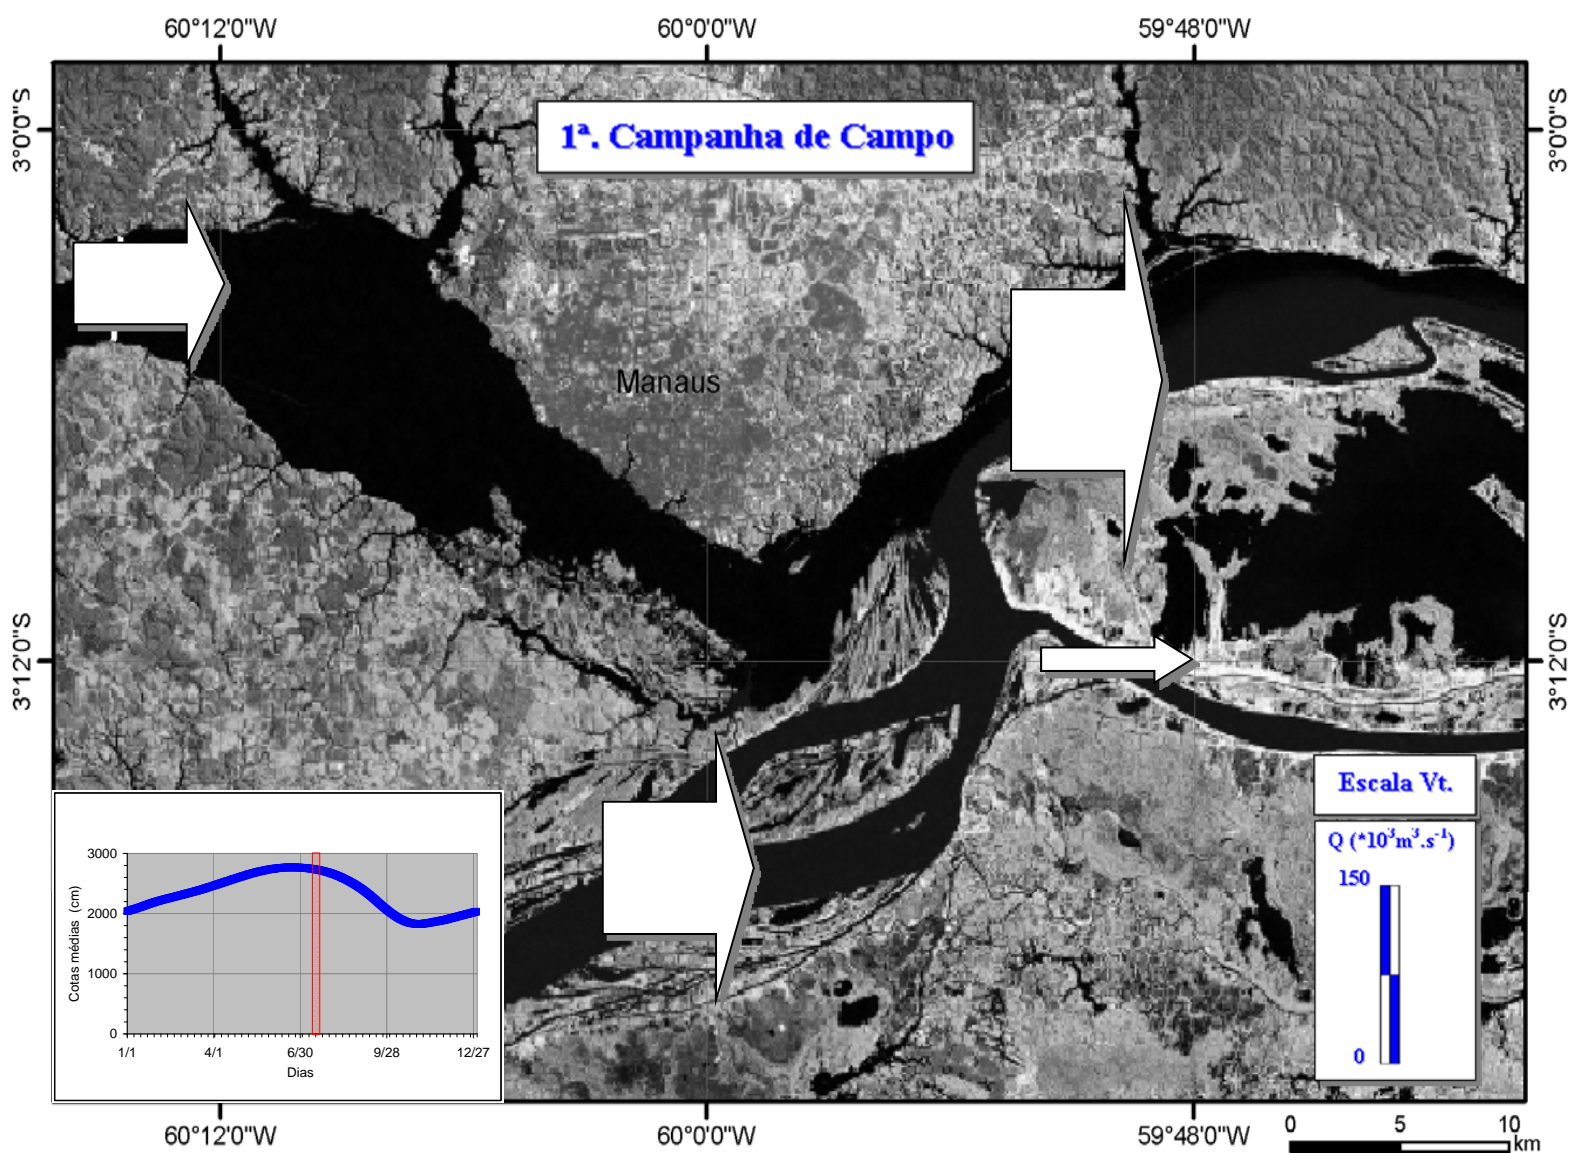 60°12'0"W 60°0'0"W 59°48'0"W
3°0'0"S 3°0'0"S
1ª. Campanha de Campo
Manaus
3°12'0"S 3°12'0"S
Escala Vt.
Q (*10³m³.s⁻¹)
150
0
Cotas médias (cm)
3000
2000
1000
0
1/1 4/1 6/30 9/28 12/27
Dias
60°12'0"W 60°0'0"W 59°48'0"W
0 5 10
km